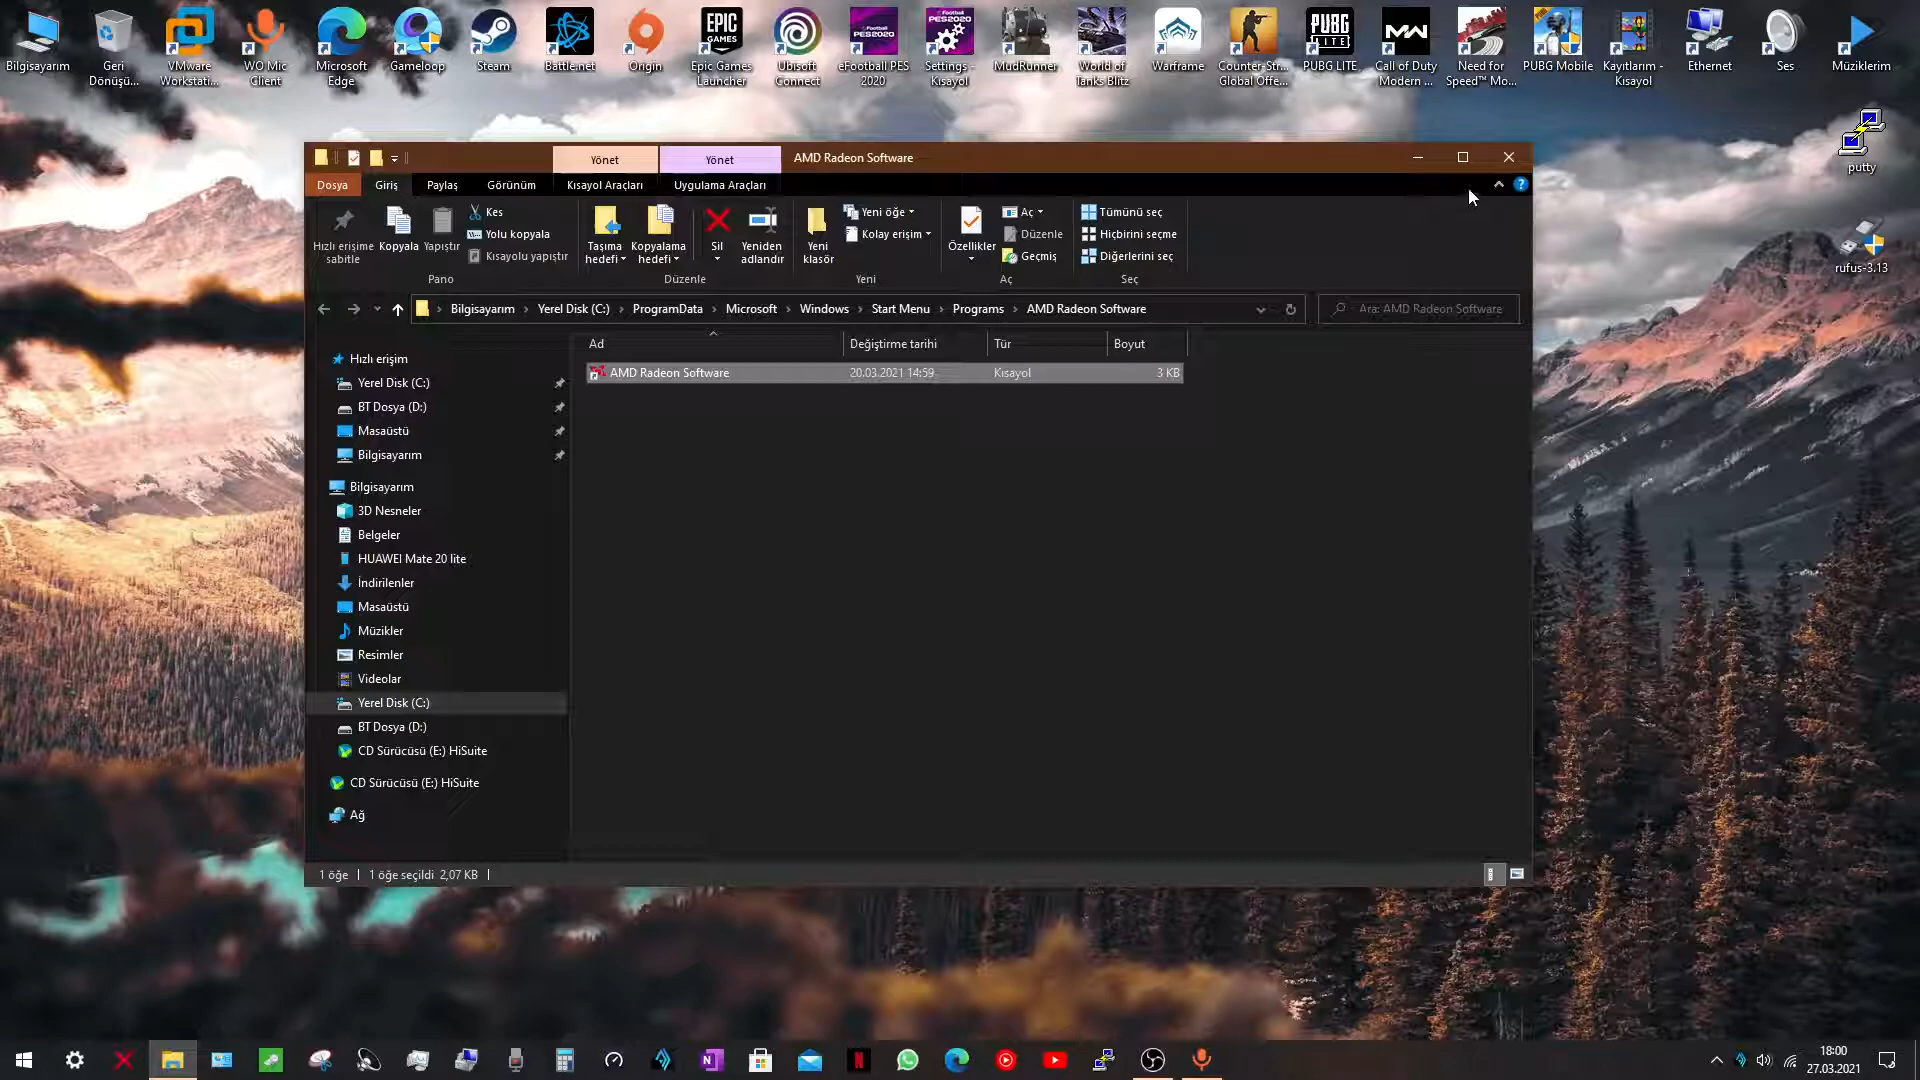 Bilgisayarım
Geri
Dönüşü...
VMware
Workstati...
WO Mic
Client
Microsoft
Edge
Gameloop
Steam
Battle.net
Origin
EPIC
GAMES
Epic Games
Launcher
Ubisoft
Connect
Football
PES2020
eFootball PES
2020
Football
PES2020
Settings -
Kısayol
MudRunner
World of
Tanks Blitz
Warframe
Counter-Str...
Global Offe...
PUBG
LITE
PUBG LITE
MW
Call of Duty
Modern ...
Need for
Speed™ Mo...
PUBG Mobile
Kayıtlarım -
Kısayol
Ethernet
Ses
Müziklerim
putty
rufus-3.13
Yönet
Yönet
AMD Radeon Software
Dosya
Giriş
Paylaş
Görünüm
Kısayol Araçları
Uygulama Araçları
Hızlı erişime
sabitle
Kopyala
Yapıştır
Kes
Yolu kopyala
Kısayolu yapıştır
Pano
Taşıma
hedefi
Kopyalama
hedefi
Sil
Yeniden
adlandır
Düzenle
Yeni
klasör
Yeni öğe
Kolay erişim
Yeni
Özellikler
Aç
Düzenle
Geçmiş
Aç
Tümünü seç
Hiçbirini seçme
Diğerlerini seç
Seç
Bilgisayarım > Yerel Disk (C:) > ProgramData > Microsoft > Windows > Start Menu > Programs > AMD Radeon Software
Ara: AMD Radeon Software
Ad Değiştirme tarihi Tür Boyut
AMD Radeon Software 20.03.2021 14:59 Kısayol 3 KB
Hızlı erişim
Yerel Disk (C:)
BT Dosya (D:)
Masaüstü
Bilgisayarım
Bilgisayarım
3D Nesneler
Belgeler
HUAWEI Mate 20 lite
İndirilenler
Masaüstü
Müzikler
Resimler
Videolar
Yerel Disk (C:)
BT Dosya (D:)
CD Sürücüsü (E:) HiSuite
CD Sürücüsü (E:) HiSuite
Ağ
1 öğe
1 öğe seçildi 2,07 KB
18:00
27.03.2021